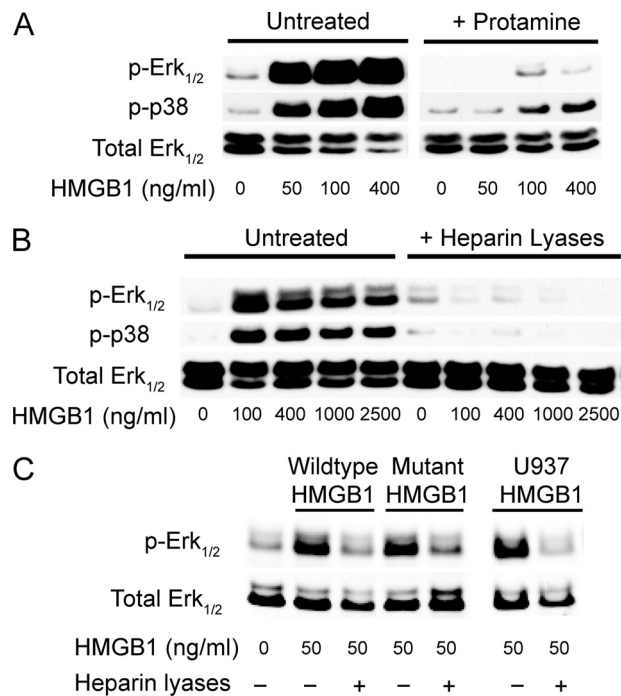 A
Untreated + Protamine
p-Erk1/2
p-p38
Total Erk1/2
HMGB1 (ng/ml) 0 50 100 400 0 50 100 400
B
Untreated + Heparin Lyases
p-Erk1/2
p-p38
Total Erk1/2
HMGB1 (ng/ml) 0 100 400 1000 2500 0 100 400 1000 2500
C
Wildtype Mutant U937
HMGB1 HMGB1 HMGB1
p-Erk1/2
Total Erk1/2
HMGB1 (ng/ml) 0 50 50 50 50 50 50
Heparin lyases – – + – + – +